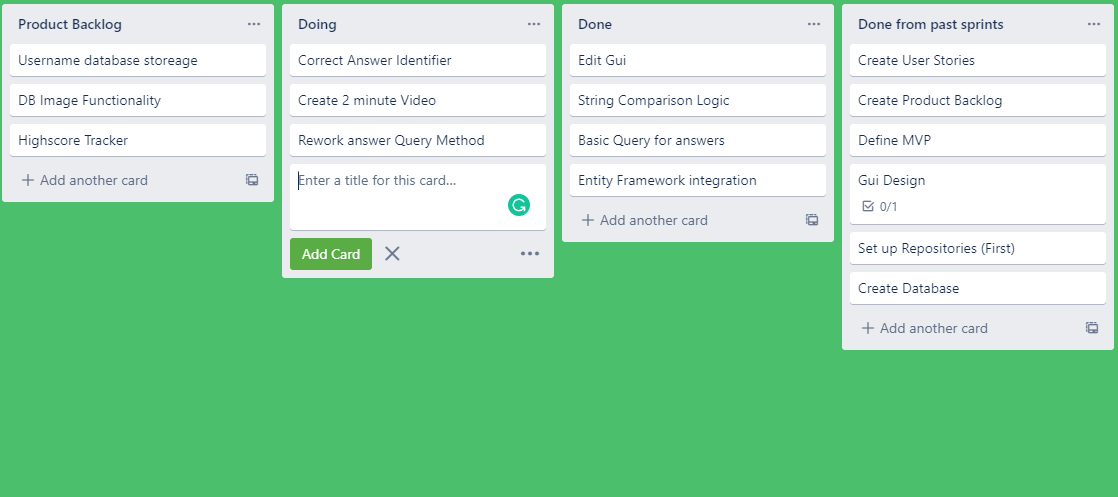 Product Backlog
Username database storeage
DB Image Functionality
Highscore Tracker
Add another card
Doing
Correct Answer Identifier
Create 2 minute Video
Rework answer Query Method
Enter a title for this card...
Add Card
Done
Edit Gui
String Comparison Logic
Basic Query for answers
Entity Framework integration
Add another card
Done from past sprints
Create User Stories
Create Product Backlog
Define MVP
Gui Design
0/1
Set up Repositories (First)
Create Database
Add another card